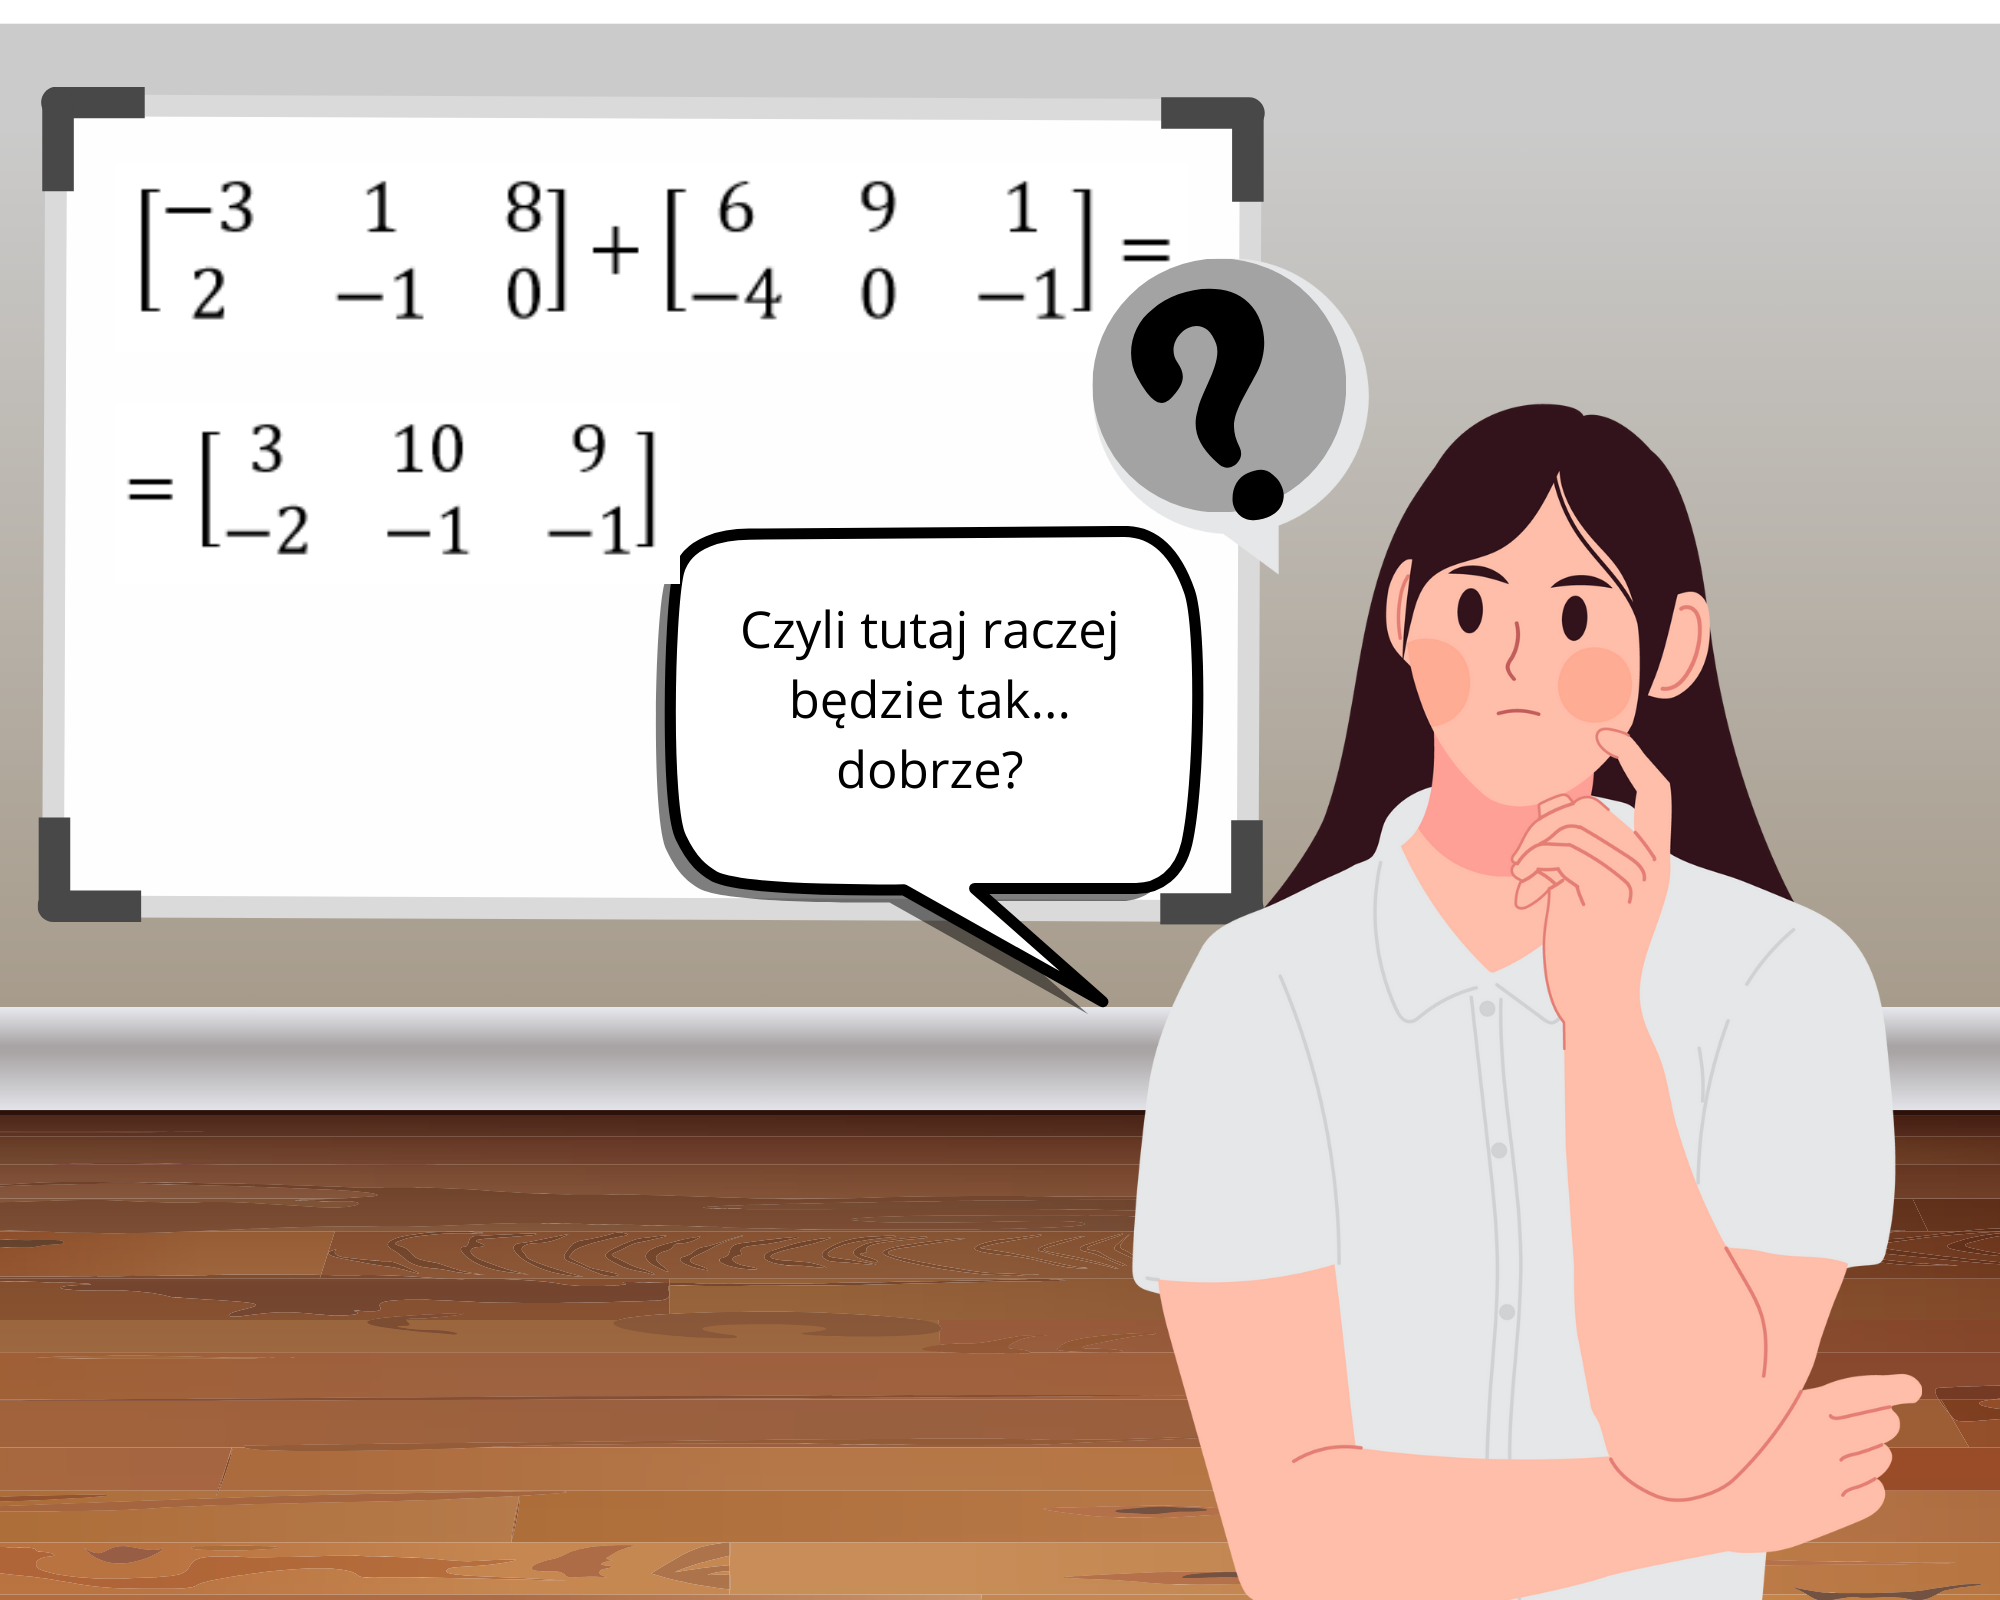 [−3 1 8] + [6 9 1] =
[2 −1 0] [−4 0 −1]
= [3 10 9]
[−2 −1 −1]
?
Czyli tutaj raczej
będzie tak...
dobrze?